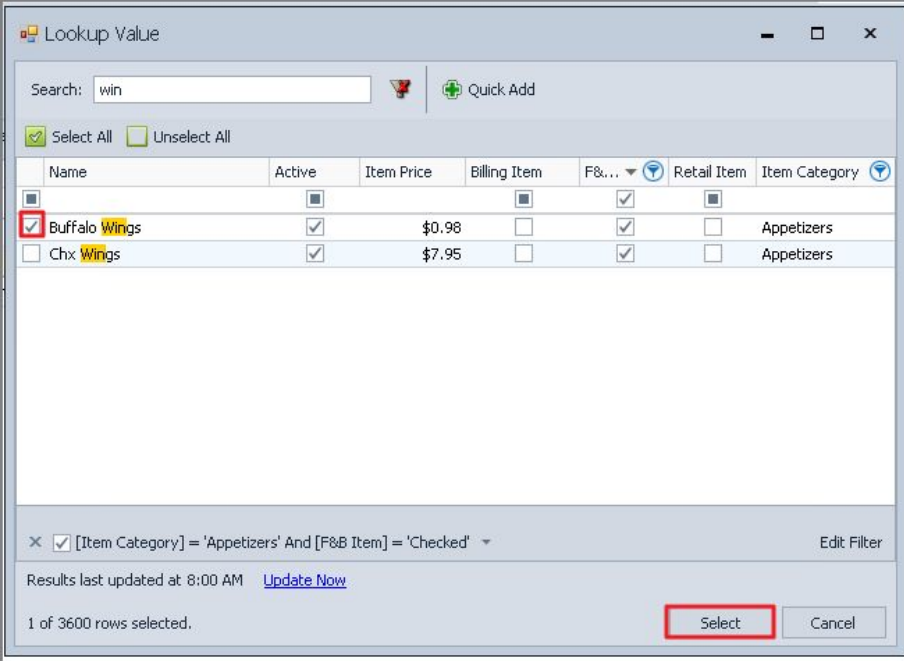 Lookup Value
Search: win Quick Add
Select All Unselect All
Name Active Item Price Billing Item F&... Retail Item Item Category
Buffalo Wings $0.98 Appetizers
Chx Wings $7.95 Appetizers
[Item Category] = 'Appetizers' And [F&B Item] = 'Checked' Edit Filter
Results last updated at 8:00 AM Update Now
1 of 3600 rows selected. Select Cancel